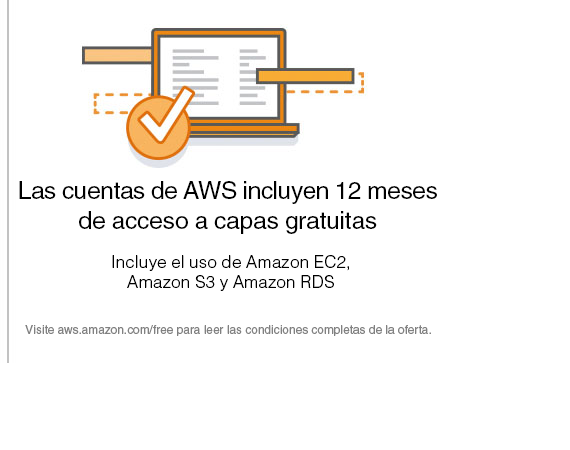 Las cuentas de AWS incluyen 12 meses
de acceso a capas gratuitas
Incluye el uso de Amazon EC2,
Amazon S3 y Amazon RDS
Visite aws.amazon.com/free para leer las condiciones completas de la oferta.